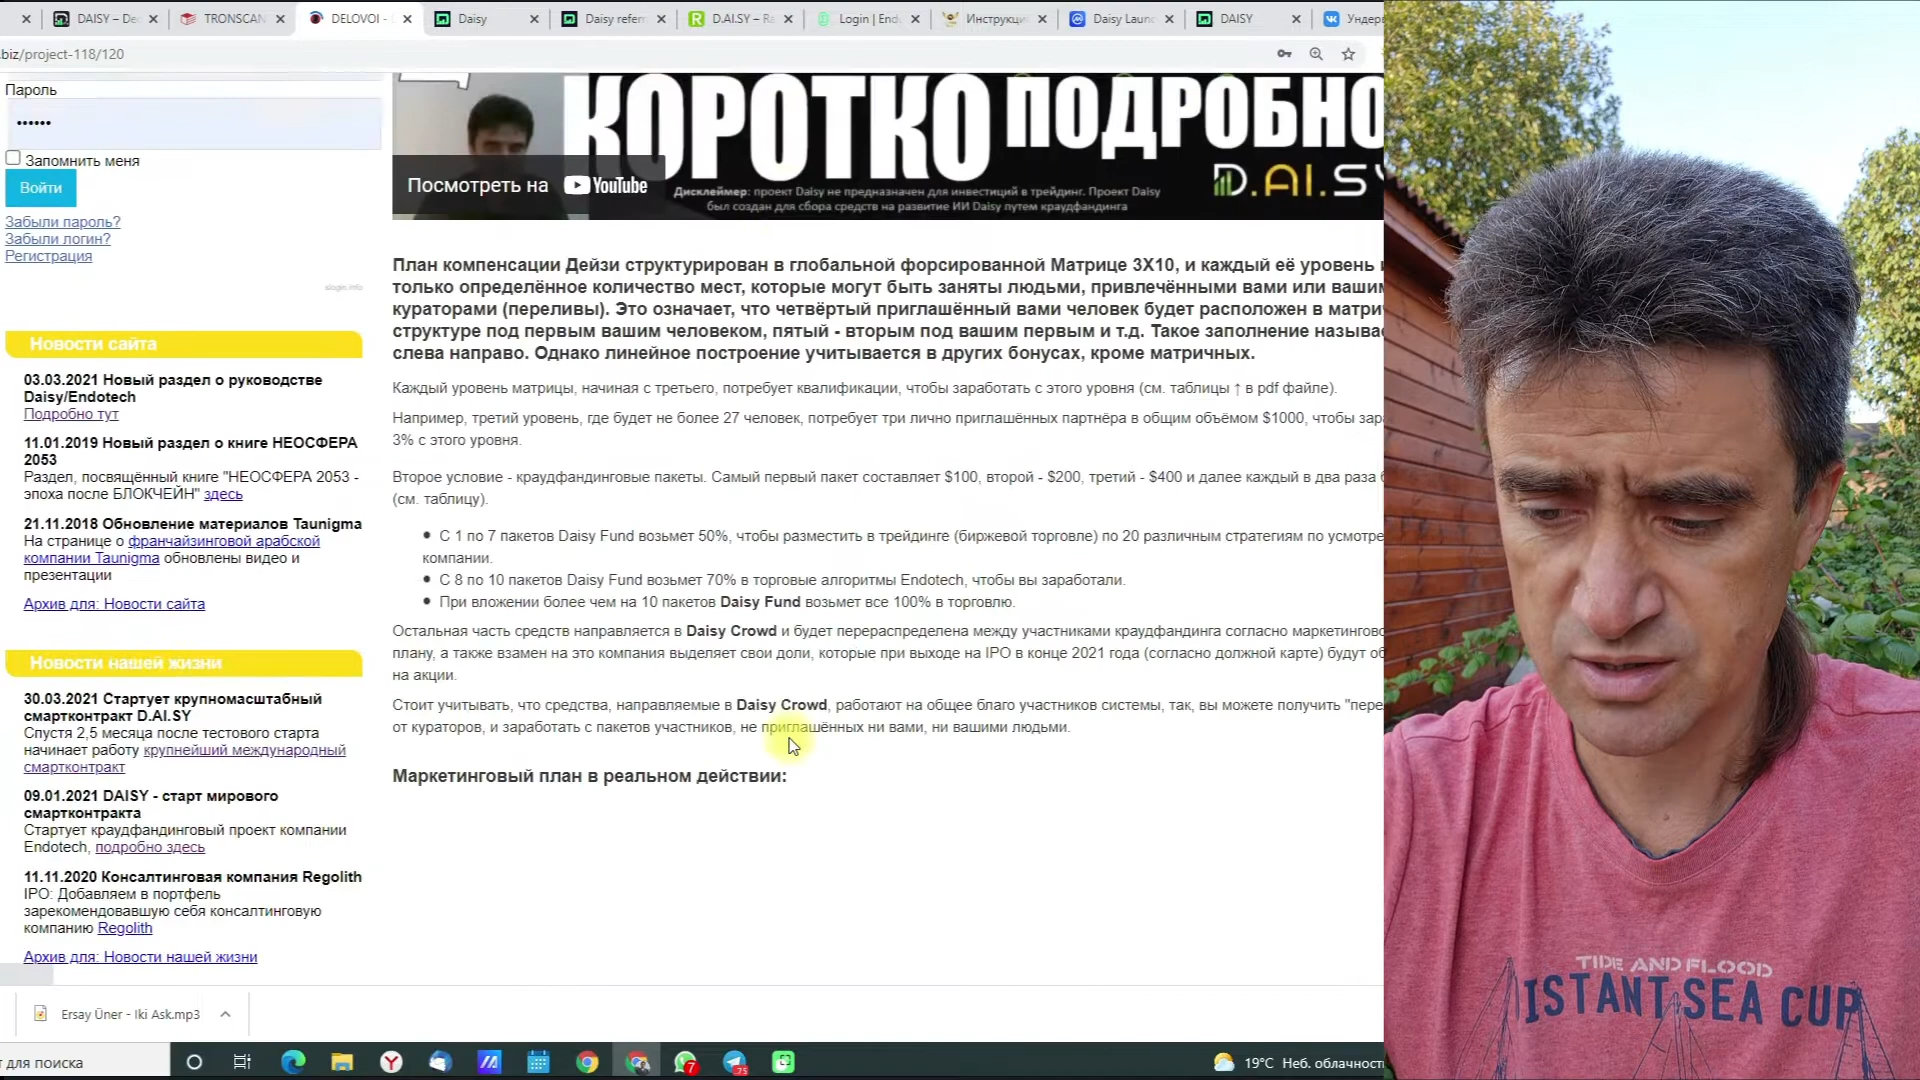 DAISY – De
TRONSCAN
DELOVOI -
Daisy
Daisy refer
D.AI.SY – Ra
Login | End
Инструкци
Daisy Laun
DAISY
Ундер
.biz/project-118/120
Пароль
••••••
Запомнить меня
Войти
Забыли пароль?
Забыли логин?
Регистрация
slogin.info
КОРОТКО ПОДРОБНО
D.AI.SY
Посмотреть на YouTube
Дисклеймер: проект Daisy не предназначен для инвестиций в трейдинг. Проект Daisy
был создан для сбора средств на развитие ИИ Daisy путем краудфандинга
План компенсации Дейзи структурирован в глобальной форсированной Матрице 3X10, и каждый её уровень
только определённое количество мест, которые могут быть заняты людьми, привлечёнными вами или ваши
кураторами (переливы). Это означает, что четвёртый приглашённый вами человек будет расположен в матри
структуре под первым вашим человеком, пятый - вторым под вашим первым и т.д. Такое заполнение называе
слева направо. Однако линейное построение учитывается в других бонусах, кроме матричных.
Каждый уровень матрицы, начиная с третьего, потребует квалификации, чтобы заработать с этого уровня (см. таблицы ↑ в pdf файле).
Например, третий уровень, где будет не более 27 человек, потребует три лично приглашённых партнёра в общим объёмом $1000, чтобы зар
3% с этого уровня.
Второе условие - краудфандинговые пакеты. Самый первый пакет составляет $100, второй - $200, третий - $400 и далее каждый в два раза
(см. таблицу).
• С 1 по 7 пакетов Daisy Fund возьмет 50%, чтобы разместить в трейдинге (биржевой торговле) по 20 различным стратегиям по усмотре
компании.
• С 8 по 10 пакетов Daisy Fund возьмет 70% в торговые алгоритмы Endotech, чтобы вы заработали.
• При вложении более чем на 10 пакетов Daisy Fund возьмет все 100% в торговлю.
Остальная часть средств направляется в Daisy Crowd и будет перераспределена между участниками краудфандинга согласно маркетингово
плану, а также взамен на это компания выделяет свои доли, которые при выходе на IPO в конце 2021 года (согласно должной карте) будут
на акции.
Стоит учитывать, что средства, направляемые в Daisy Crowd, работают на общее благо участников системы, так, вы можете получить "пере
от кураторов, и заработать с пакетов участников, не приглашённых ни вами, ни вашими людьми.
Маркетинговый план в реальном действии:
Новости сайта
03.03.2021 Новый раздел о руководстве
Daisy/Endotech
Подробно тут
11.01.2019 Новый раздел о книге НЕОСФЕРА
2053
Раздел, посвящённый книге "НЕОСФЕРА 2053 -
эпоха после БЛОКЧЕЙН" здесь
21.11.2018 Обновление материалов Taunigma
На странице о франчайзинговой арабской
компании Taunigma обновлены видео и
презентации
Архив для: Новости сайта
Новости нашей жизни
30.03.2021 Стартует крупномасштабный
смартконтракт D.AI.SY
Спустя 2,5 месяца после тестового старта
начинает работу крупнейший международный
смартконтракт
09.01.2021 DAISY - старт мирового
смартконтракта
Стартует краудфандинговый проект компании
Endotech, подробно здесь
11.11.2020 Консалтинговая компания Regolith
IPO: Добавляем в портфель
зарекомендовавшую себя консалтинговую
компанию Regolith
Архив для: Новости нашей жизни
Ersay Üner - Iki Ask.mp3
для поиска
7
19°C Неб. облачност
TIDE AND FLOOD
ISTANT SEA CUP